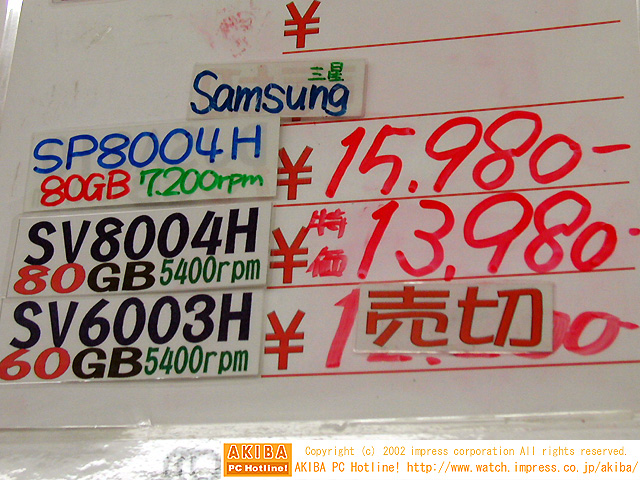 ¥
三星
Samsung
SP8004H
80GB 7,200rpm
¥15,980-
SV8004H
80GB 5400rpm
¥特価13,980-
SV6003H
60GB 5400rpm
¥
売切
AKIBA
PC Hotline!
Copyright (c) 2002 impress corporation All rights reserved.
AKIBA PC Hotline! http://www.watch.impress.co.jp/akiba/